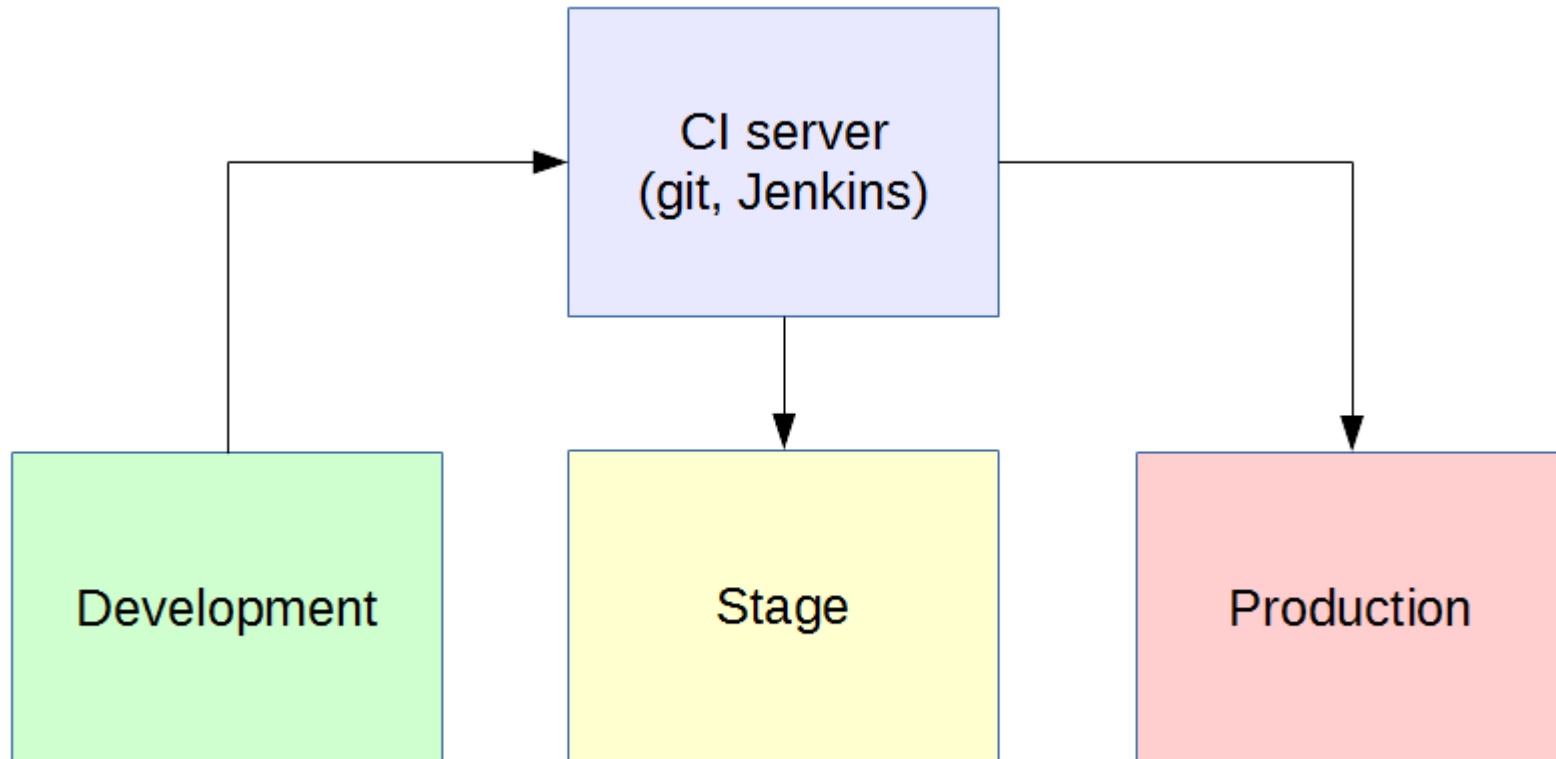 CI server
(git, Jenkins)
Development
Stage
Production